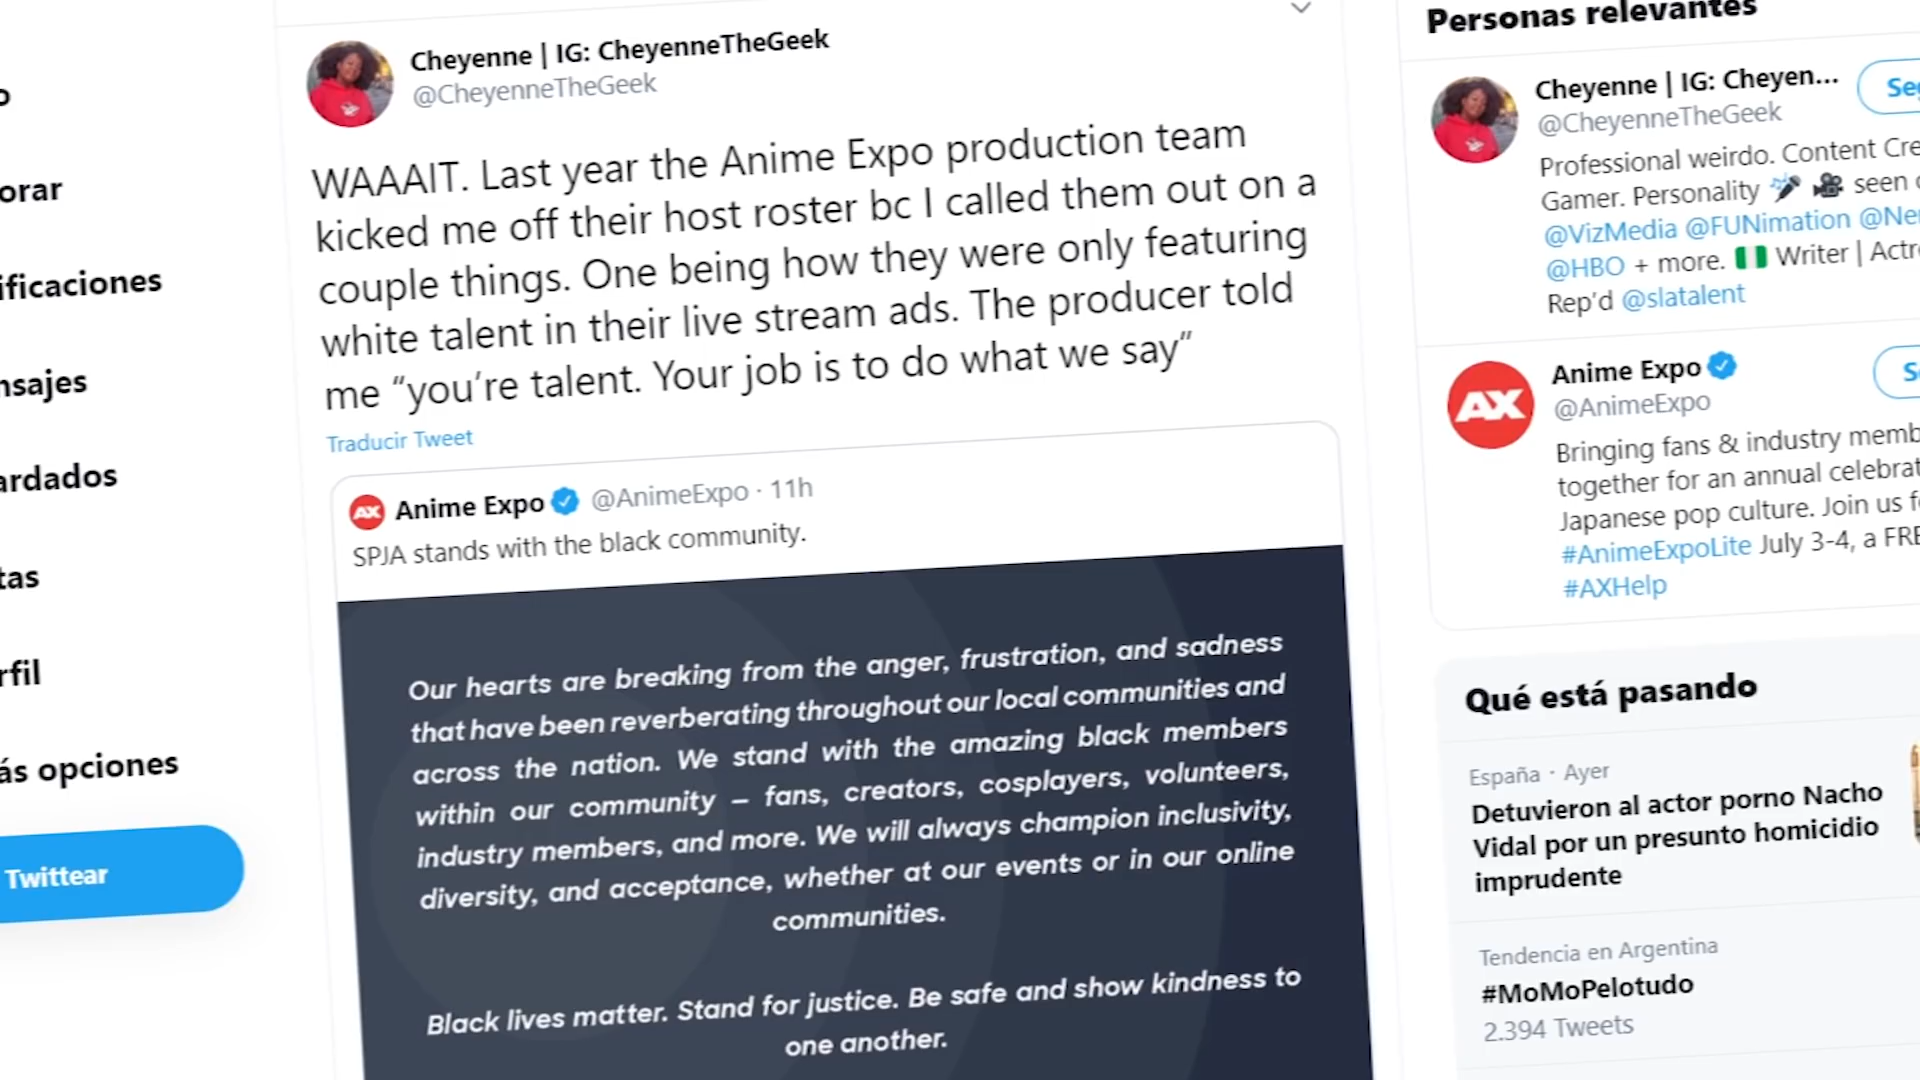 orar
ificaciones
nsajes
ardados
tas
rfil
ás opciones
Twittear
Cheyenne | IG: CheyenneTheGeek
@CheyenneTheGeek
WAAAIT. Last year the Anime Expo production team
kicked me off their host roster bc I called them out on a
couple things. One being how they were only featuring
white talent in their live stream ads. The producer told
me “you’re talent. Your job is to do what we say”
Traducir Tweet
AX Anime Expo @AnimeExpo · 11h
SPJA stands with the black community.
Our hearts are breaking from the anger, frustration, and sadness
that have been reverberating throughout our local communities and
across the nation. We stand with the amazing black members
within our community – fans, creators, cosplayers, volunteers,
industry members, and more. We will always champion inclusivity,
diversity, and acceptance, whether at our events or in our online
communities.
Black lives matter. Stand for justice. Be safe and show kindness to
one another.
Personas relevantes
Cheyenne | IG: Cheyen...
@CheyenneTheGeek
Se
Professional weirdo. Content Cre
Gamer. Personality 🎤 🎥 seen
@VizMedia @FUNimation @Ne
@HBO + more. 🇳🇬 Writer | Actr
Rep’d @slatalent
AX
Anime Expo
@AnimeExpo
S
Bringing fans & industry memb
together for an annual celebrat
Japanese pop culture. Join us f
#AnimeExpoLite July 3-4, a FRE
#AXHelp
Qué está pasando
España · Ayer
Detuvieron al actor porno Nacho
Vidal por un presunto homicidio
imprudente
Tendencia en Argentina
#MoMoPelotudo
2.394 Tweets